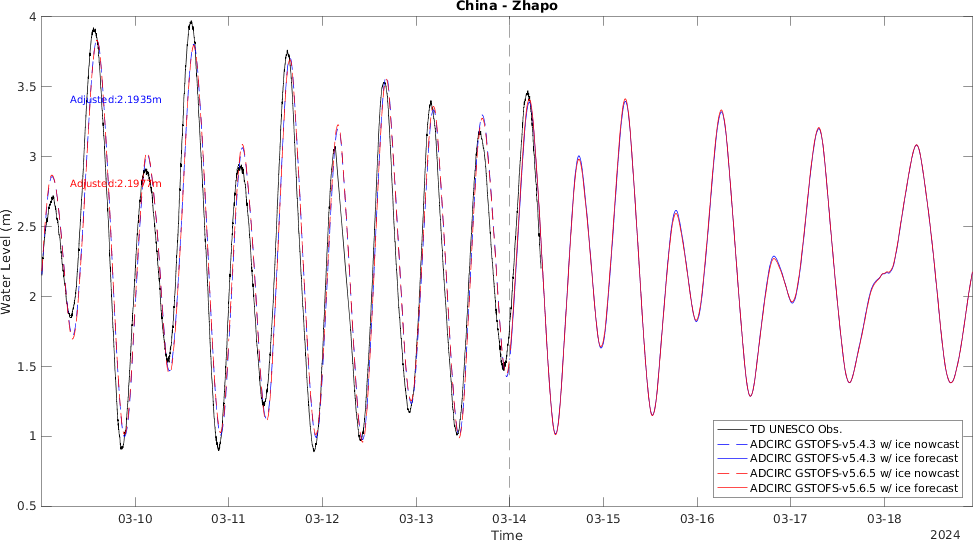 China - Zhapo
4
3.5
3
2.5
2
1.5
1
0.5
Water Level (m)
Adjusted:2.1935m
Adjusted:2.1977m
TD UNESCO Obs.
ADCIRC GSTOFS-v5.4.3 w/ ice nowcast
ADCIRC GSTOFS-v5.4.3 w/ ice forecast
ADCIRC GSTOFS-v5.6.5 w/ ice nowcast
ADCIRC GSTOFS-v5.6.5 w/ ice forecast
03-10 03-11 03-12 03-13 03-14 03-15 03-16 03-17 03-18
Time
2024